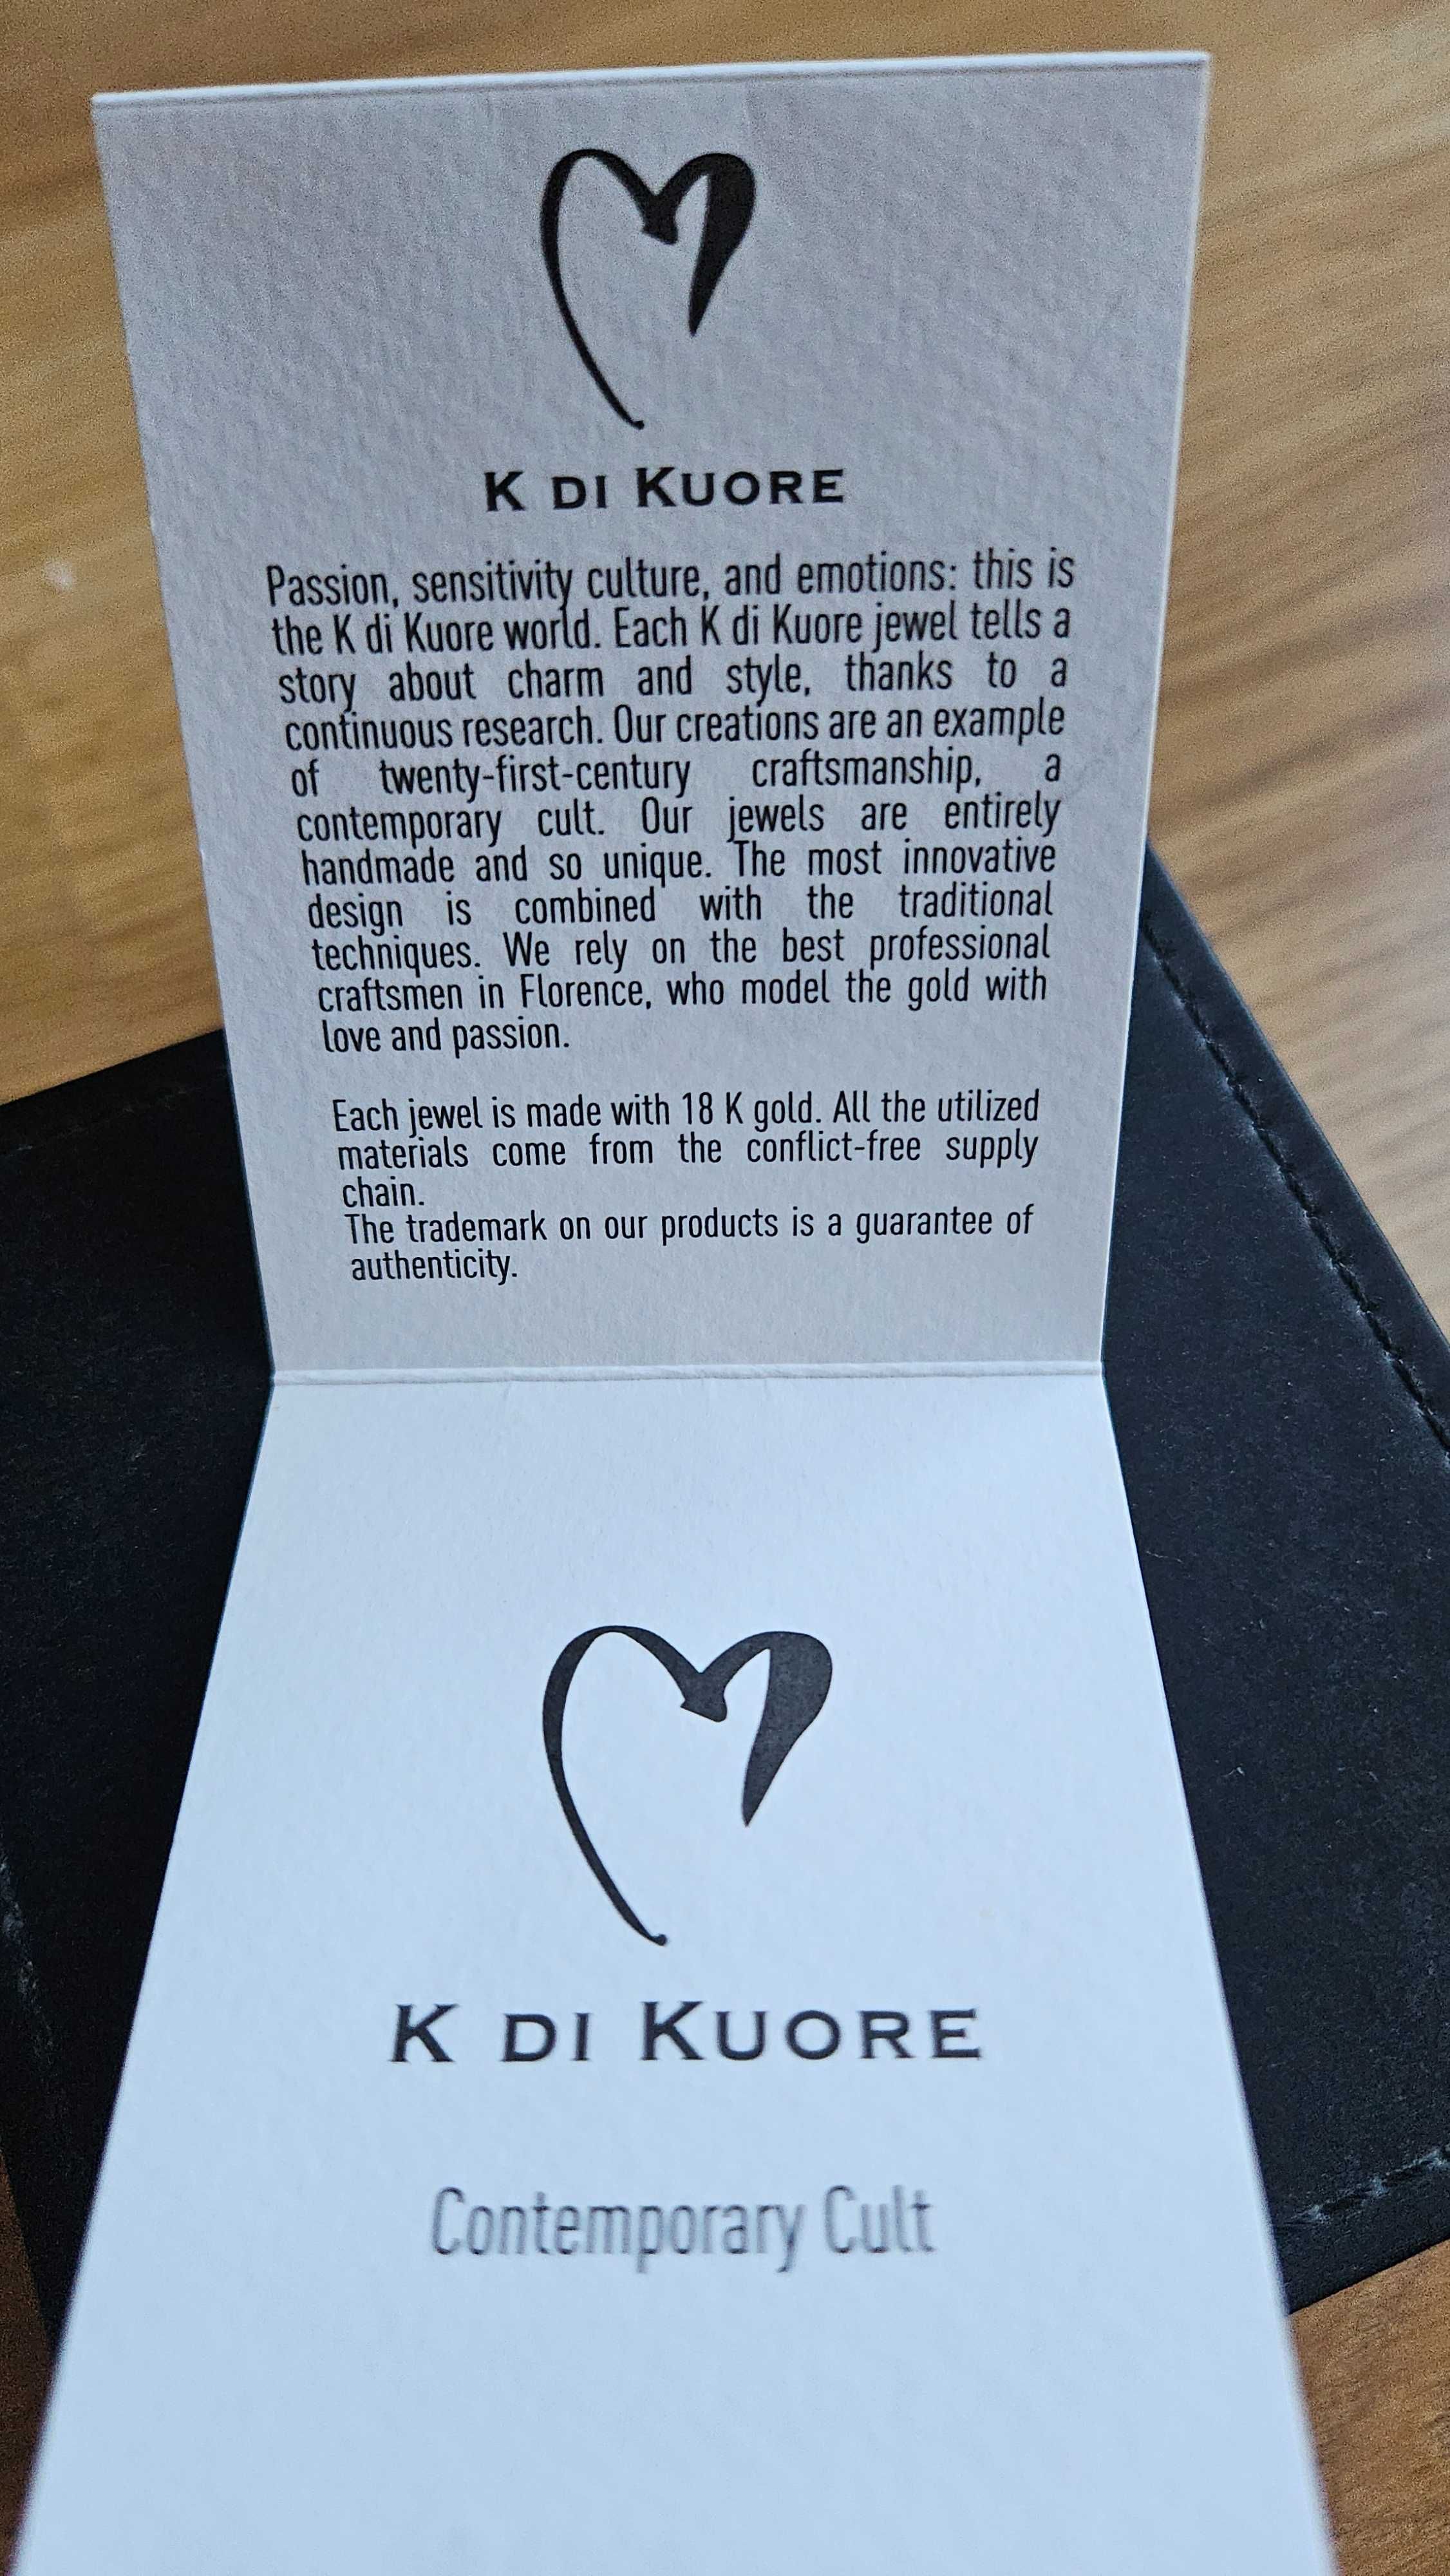 K DI KUORE
Passion, sensitivity culture, and emotions: this is
the K di Kuore world. Each K di Kuore jewel tells a
story about charm and style, thanks to a
continuous research. Our creations are an example
of twenty-first-century craftsmanship, a
contemporary cult. Our jewels are entirely
handmade and so unique. The most innovative
design is combined with the traditional
techniques. We rely on the best professional
craftsmen in Florence, who model the gold with
love and passion.
Each jewel is made with 18 K gold. All the utilized
materials come from the conflict-free supply
chain.
The trademark on our products is a guarantee of
authenticity.
K DI KUORE
Contemporary Cult